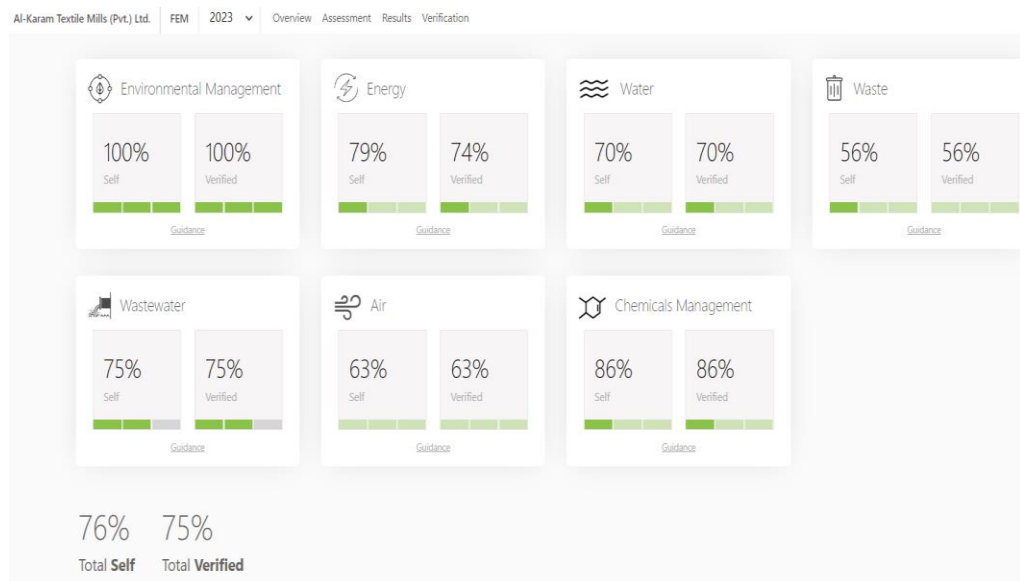 Al-Karam Textile Mills (Pvt.) Ltd. FEM 2023 Overview Assessment Results Verification
Environmental Management
100% 100%
Self Verified
Guidance
Energy
79% 74%
Self Verified
Guidance
Water
70% 70%
Self Verified
Guidance
Waste
56% 56%
Self Verified
Guidance
Wastewater
75% 75%
Self Verified
Guidance
Air
63% 63%
Self Verified
Guidance
Chemicals Management
86% 86%
Self Verified
Guidance
76% 75%
Total Self Total Verified